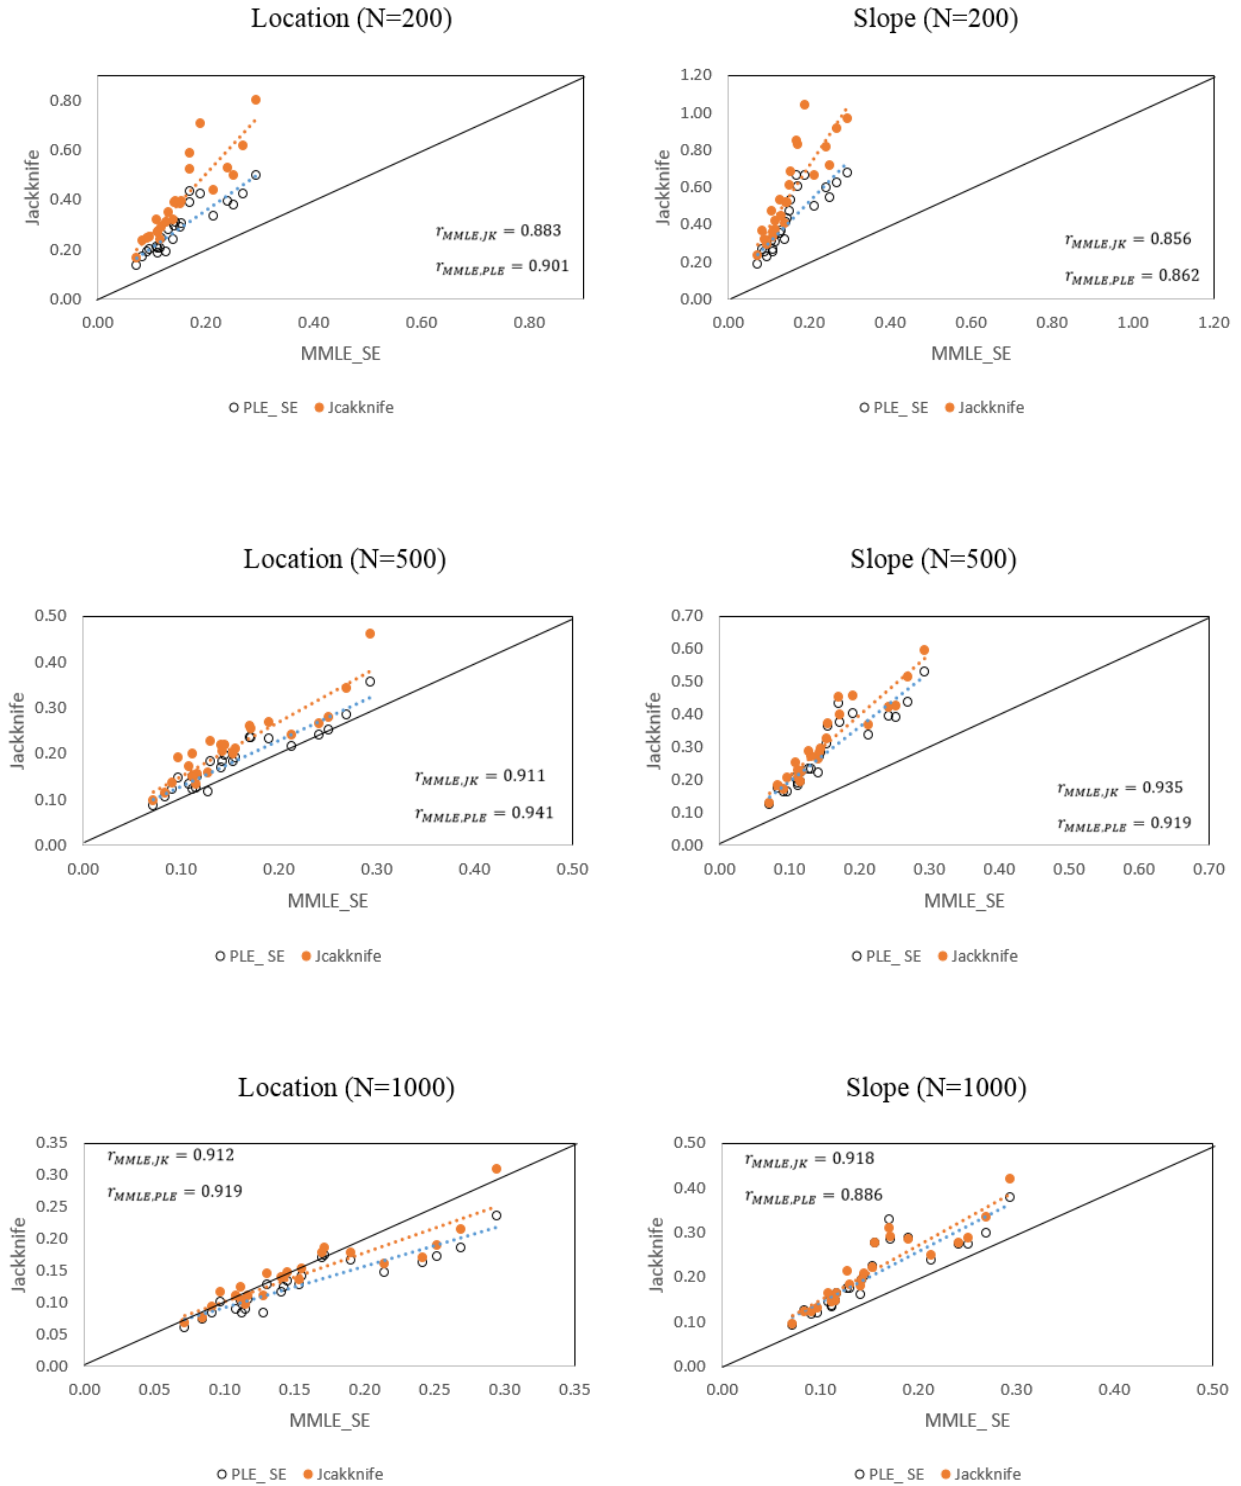 Location (N=200)
0.80
0.60
0.40
0.20
0.00
Jackknife
r_MMLE,JK = 0.883
r_MMLE,PLE = 0.901
0.00 0.20 0.40 0.60 0.80
MMLE_SE
PLE_ SE Jcakknife
Slope (N=200)
1.20
1.00
0.80
0.60
0.40
0.20
0.00
Jackknife
r_MMLE,JK = 0.856
r_MMLE,PLE = 0.862
0.00 0.20 0.40 0.60 0.80 1.00 1.20
MMLE_SE
PLE_ SE Jackknife
Location (N=500)
0.50
0.40
0.30
0.20
0.10
0.00
Jackknife
r_MMLE,JK = 0.911
r_MMLE,PLE = 0.941
0.00 0.10 0.20 0.30 0.40 0.50
MMLE_SE
PLE_ SE Jcakknife
Slope (N=500)
0.70
0.60
0.50
0.40
0.30
0.20
0.10
0.00
Jackknife
r_MMLE,JK = 0.935
r_MMLE,PLE = 0.919
0.00 0.10 0.20 0.30 0.40 0.50 0.60 0.70
MMLE_SE
PLE_ SE Jackknife
Location (N=1000)
0.35
0.30
0.25
0.20
0.15
0.10
0.05
0.00
Jackknife
r_MMLE,JK = 0.912
r_MMLE,PLE = 0.919
0.00 0.05 0.10 0.15 0.20 0.25 0.30 0.35
MMLE_SE
PLE_ SE Jcakknife
Slope (N=1000)
0.50
0.40
0.30
0.20
0.10
0.00
Jackknife
r_MMLE,JK = 0.918
r_MMLE,PLE = 0.886
0.00 0.10 0.20 0.30 0.40 0.50
MMLE_SE
PLE_ SE Jackknife